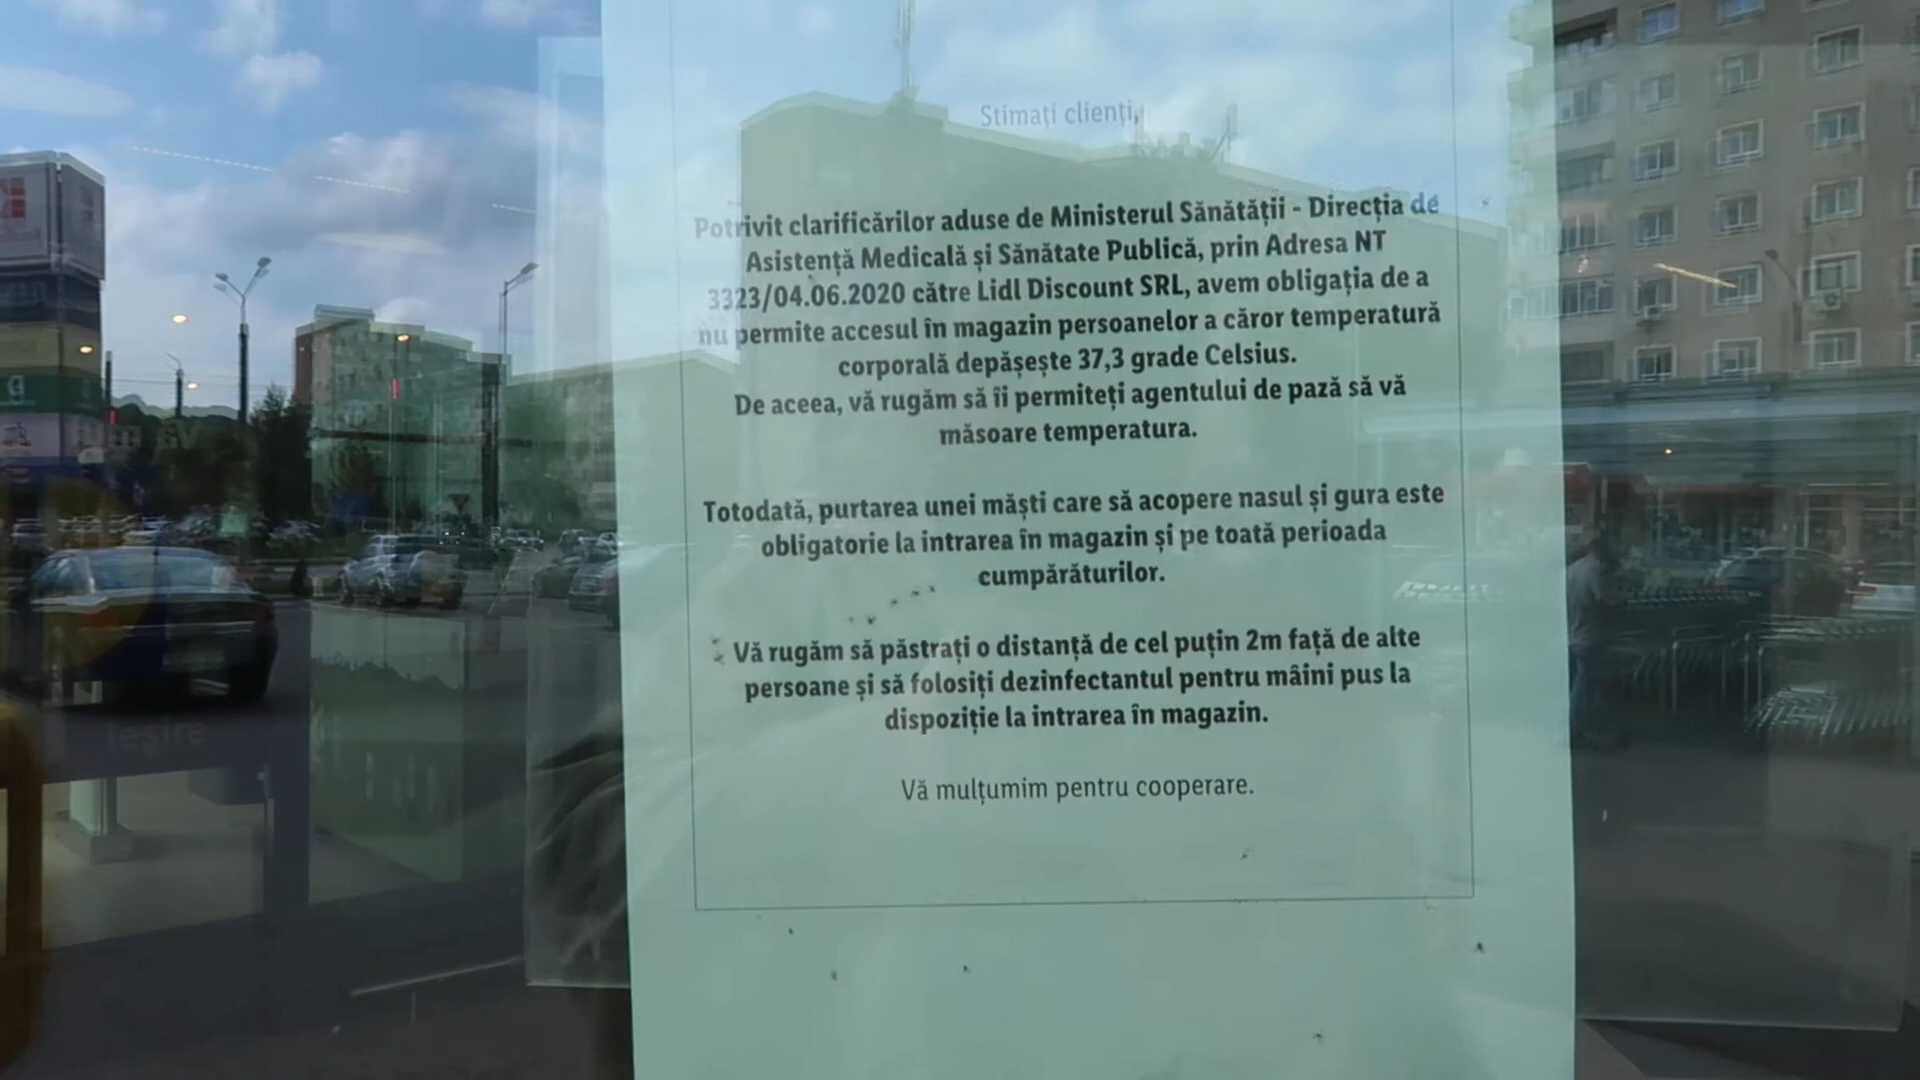 Stimați clienți,
Potrivit clarificărilor aduse de Ministerul Sănătății - Direcția de
Asistență Medicală și Sănătate Publică, prin Adresa NT
3323/04.06.2020 către Lidl Discount SRL, avem obligația de a
nu permite accesul în magazin persoanelor a căror temperatură
corporală depășește 37,3 grade Celsius.
De aceea, vă rugăm să îi permiteți agentului de pază să vă
măsoare temperatura.
Totodată, purtarea unei măști care să acopere nasul și gura este
obligatorie la intrarea în magazin și pe toată perioada
cumpărăturilor.
Vă rugăm să păstrați o distanță de cel puțin 2m față de alte
persoane și să folosiți dezinfectantul pentru mâini pus la
dispoziție la intrarea în magazin.
Vă mulțumim pentru cooperare.
Ieșire